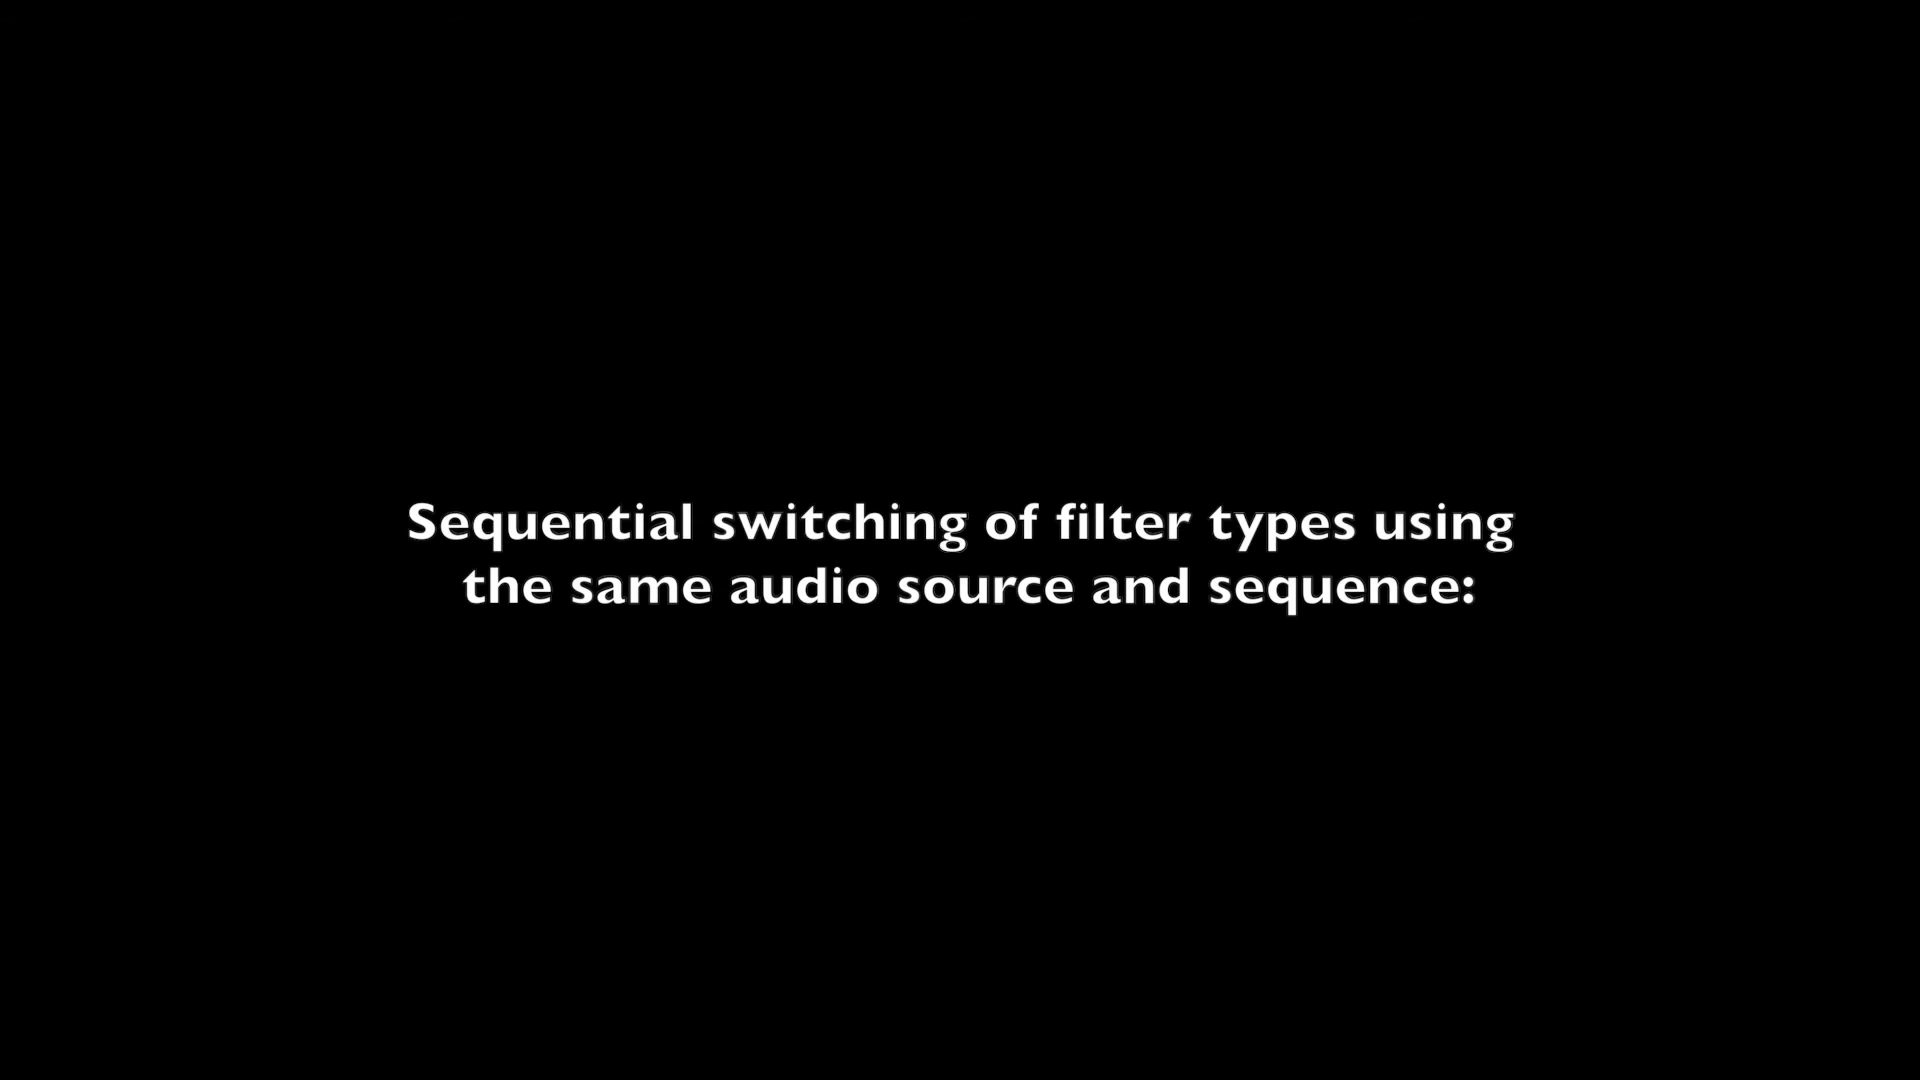 Sequential switching of filter types using
the same audio source and sequence: